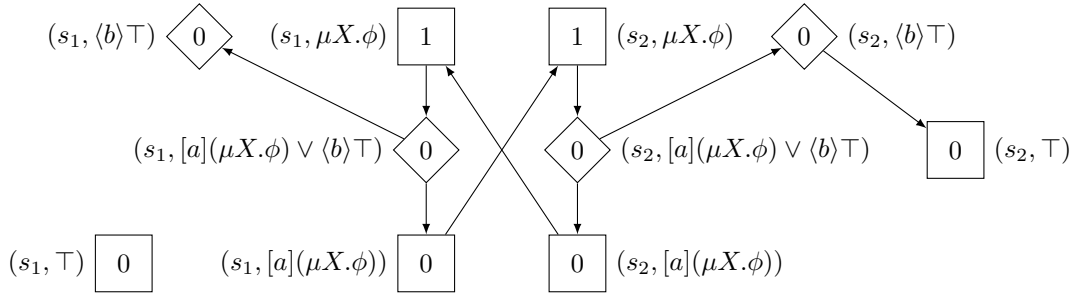 (s₁, ⟨b⟩⊤) 0 (s₁, μX.ϕ) 1 1 (s₂, μX.ϕ) 0 (s₂, ⟨b⟩⊤)
(s₁, [a](μX.ϕ) ∨ ⟨b⟩⊤) 0 0 (s₂, [a](μX.ϕ) ∨ ⟨b⟩⊤) 0 (s₂, ⊤)
(s₁, ⊤) 0 (s₁, [a](μX.ϕ)) 0 0 (s₂, [a](μX.ϕ))